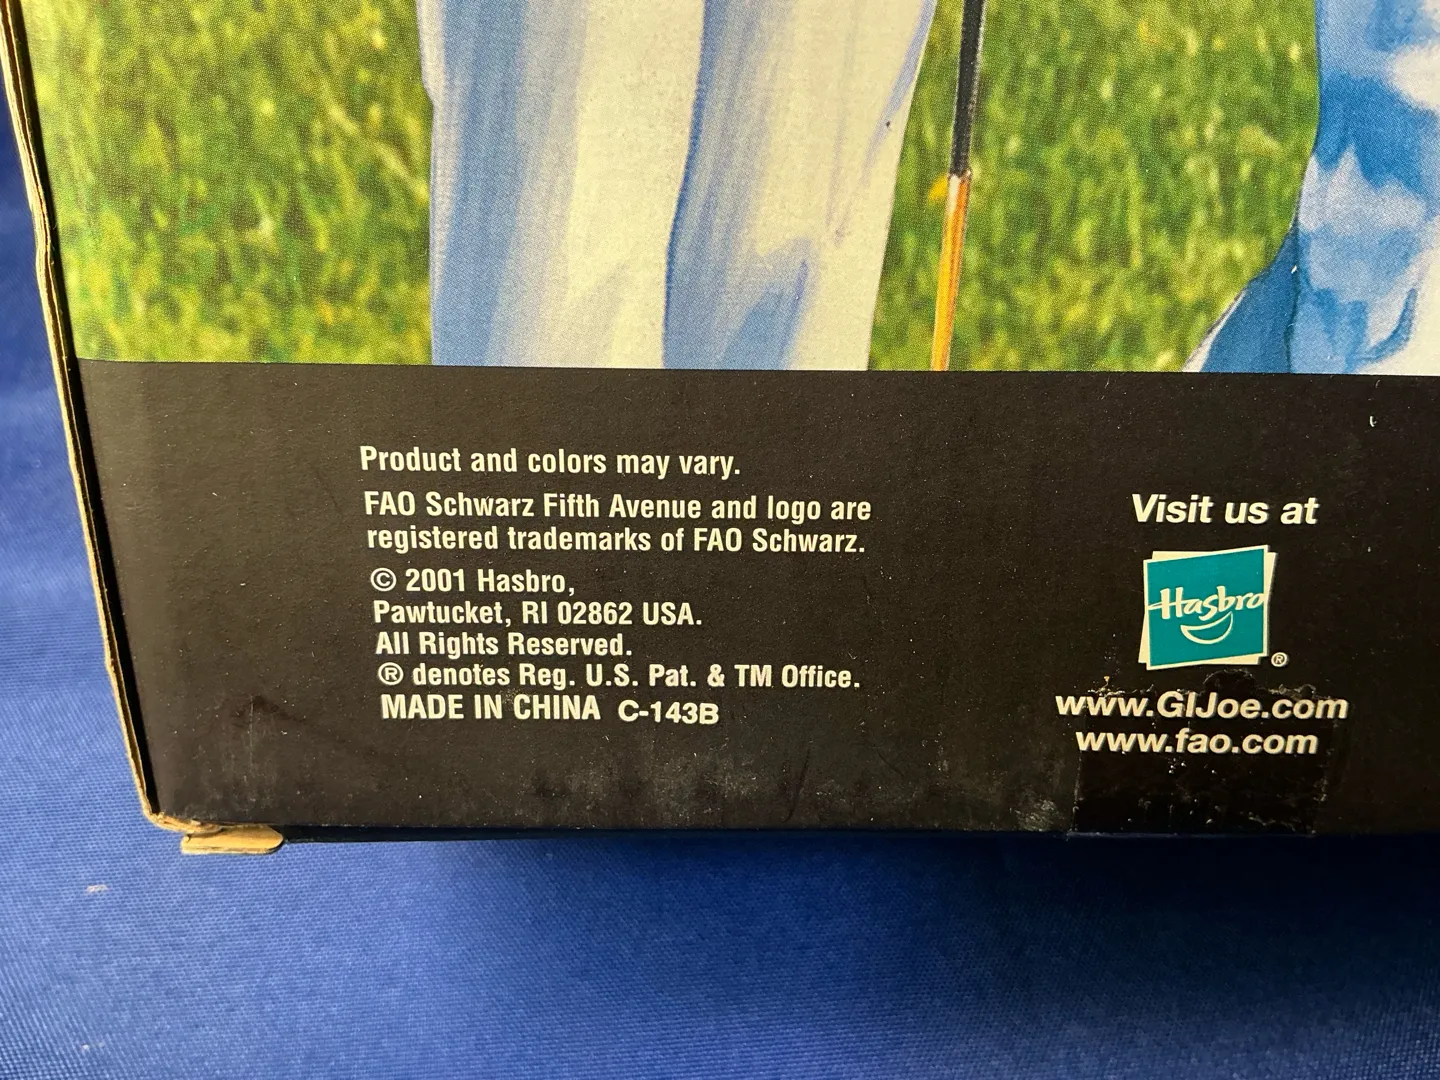 Product and colors may vary.
FAO Schwarz Fifth Avenue and logo are
registered trademarks of FAO Schwarz.
© 2001 Hasbro,
Pawtucket, RI 02862 USA.
All Rights Reserved.
® denotes Reg. U.S. Pat. & TM Office.
MADE IN CHINA C-143B
Visit us at
Hasbro
®
www.GIJoe.com
www.fao.com